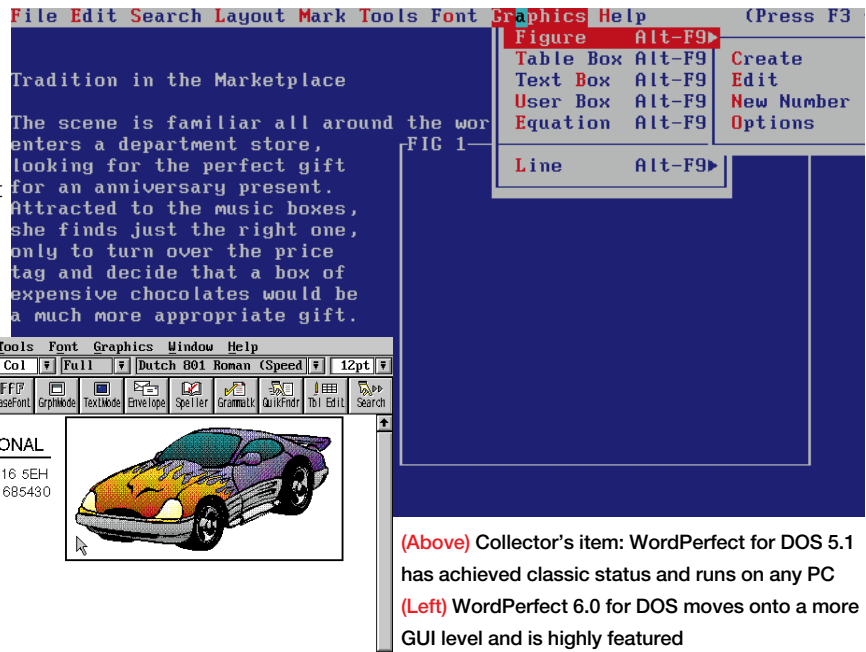 File Edit Search Layout Mark Tools Font Graphics Help (Press F3
Figure Alt-F9
Table Box Alt-F9
Text Box Alt-F9
User Box Alt-F9
Equation Alt-F9
Line Alt-F9
Create
Edit
New Number
Options
Tradition in the Marketplace
The scene is familiar all around the wor
enters a department store,
looking for the perfect gift
for an anniversary present.
Attracted to the music boxes,
she finds just the right one,
only to turn over the price
tag and decide that a box of
expensive chocolates would be
a much more appropriate gift.
FIG 1
Tools Font Graphics Window Help
Col Full Dutch 801 Roman (Speed 12pt
aseFont GrphMode TextMode Envelope Speller Grammatk QuikFndr Tbl Edit Search
ONAL
16 5EH
685430
(Above) Collector's item: WordPerfect for DOS 5.1
has achieved classic status and runs on any PC
(Left) WordPerfect 6.0 for DOS moves onto a more
GUI level and is highly featured